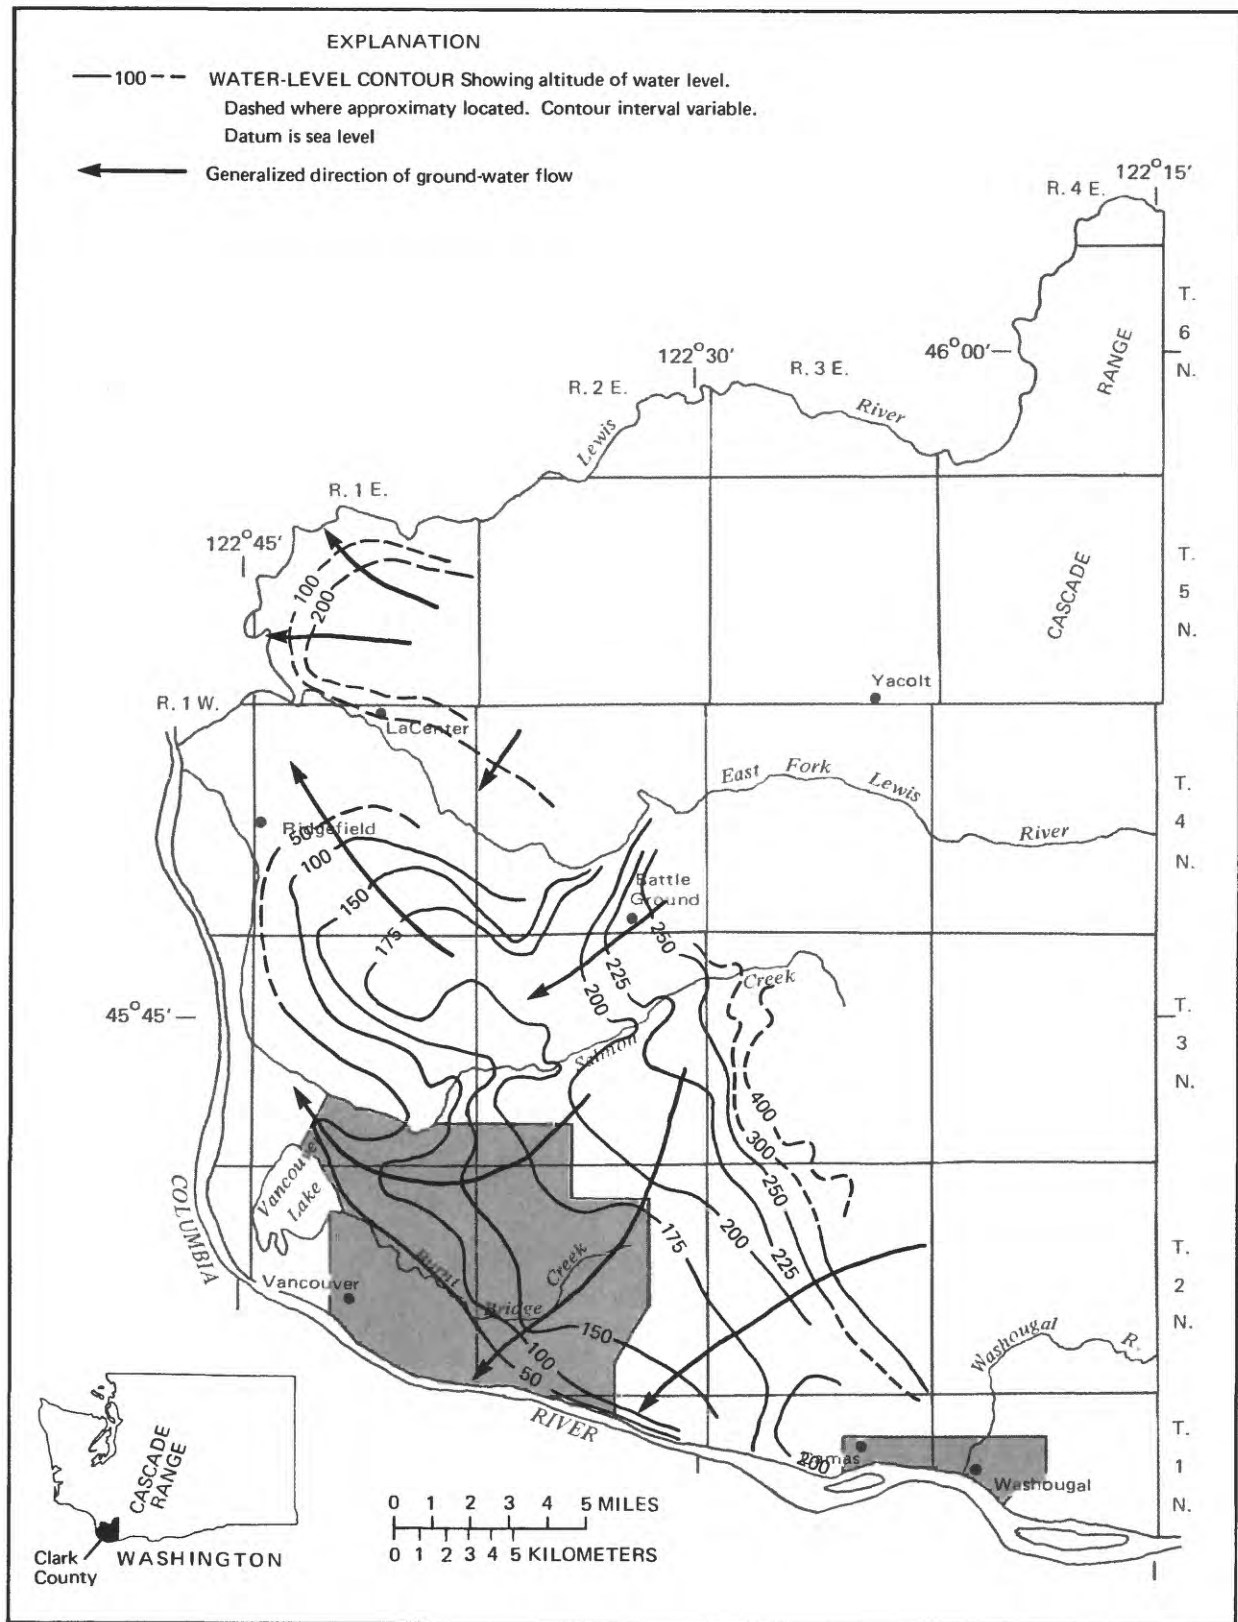 EXPLANATION
100 WATER-LEVEL CONTOUR Showing altitude of water level.
Dashed where approximaty located. Contour interval variable.
Datum is sea level
Generalized direction of ground-water flow
122°15'
R. 4 E.
T.
6
N.
RANGE
46°00'
122°30'
R. 3 E.
R. 2 E.
Lewis
River
R. 1 E.
122°45'
100
200
CASCADE
T.
5
N.
Yacolt
R. 1 W.
LaCenter
East Fork Lewis
River
T.
4
N.
50
Ridgefield
100
150
175
Battle
Ground
250
225
200
Creek
Salmon
45°45'
T.
3
N.
400
300
250
225
200
175
Vancouver
Lake
COLUMBIA
Vancouver
Burnt
Bridge
Creek
150
100
50
RIVER
Washougal
R.
T.
2
N.
200
Camas
Washougal
T.
1
N.
CASCADE
RANGE
Clark
County
WASHINGTON
0 1 2 3 4 5 MILES
0 1 2 3 4 5 KILOMETERS